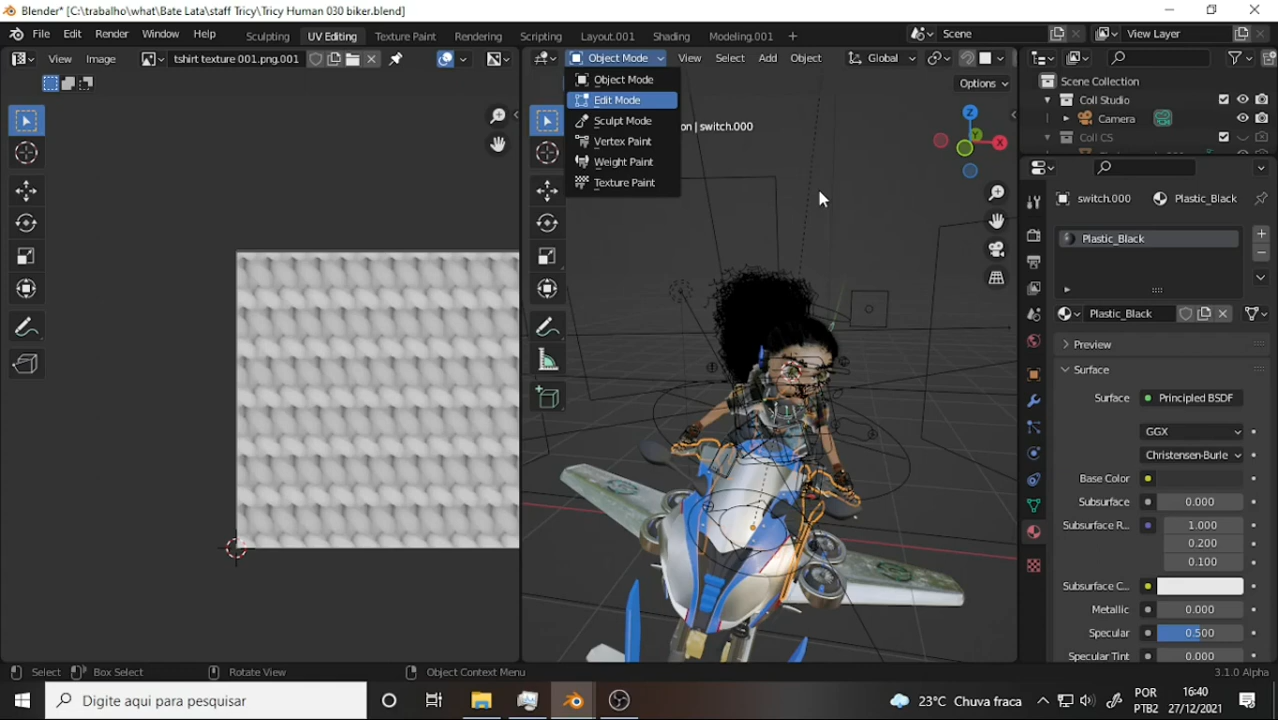 Blender* [C:\trabalho\what\Bate Lata\staff Tricy\Tricy Human 030 biker.blend]
File Edit Render Window Help Sculpting UV Editing Texture Paint Rendering Scripting Layout.001 Shading Modeling.001 + Scene View Layer
View Image tshirt texture 001.png.001 Object Mode View Select Add Object Global
Object Mode
Edit Mode
Sculpt Mode
Vertex Paint
Weight Paint
Texture Paint
on | switch.000
Options
Z
Y
X
Scene Collection
Coll Studio
Camera
Coll CS
switch.000 Plastic_Black
Plastic_Black
Plastic_Black
Preview
Surface
Surface Principled BSDF
GGX
Christensen-Burle
Base Color
Subsurface 0.000
Subsurface R... 1.000
0.200
0.100
Subsurface C...
Metallic 0.000
Specular 0.500
Specular Tint 0.000
Select Box Select Rotate View Object Context Menu 3.1.0 Alpha
Digite aqui para pesquisar 23°C Chuva fraca POR 16:40
PTB2 27/12/2021